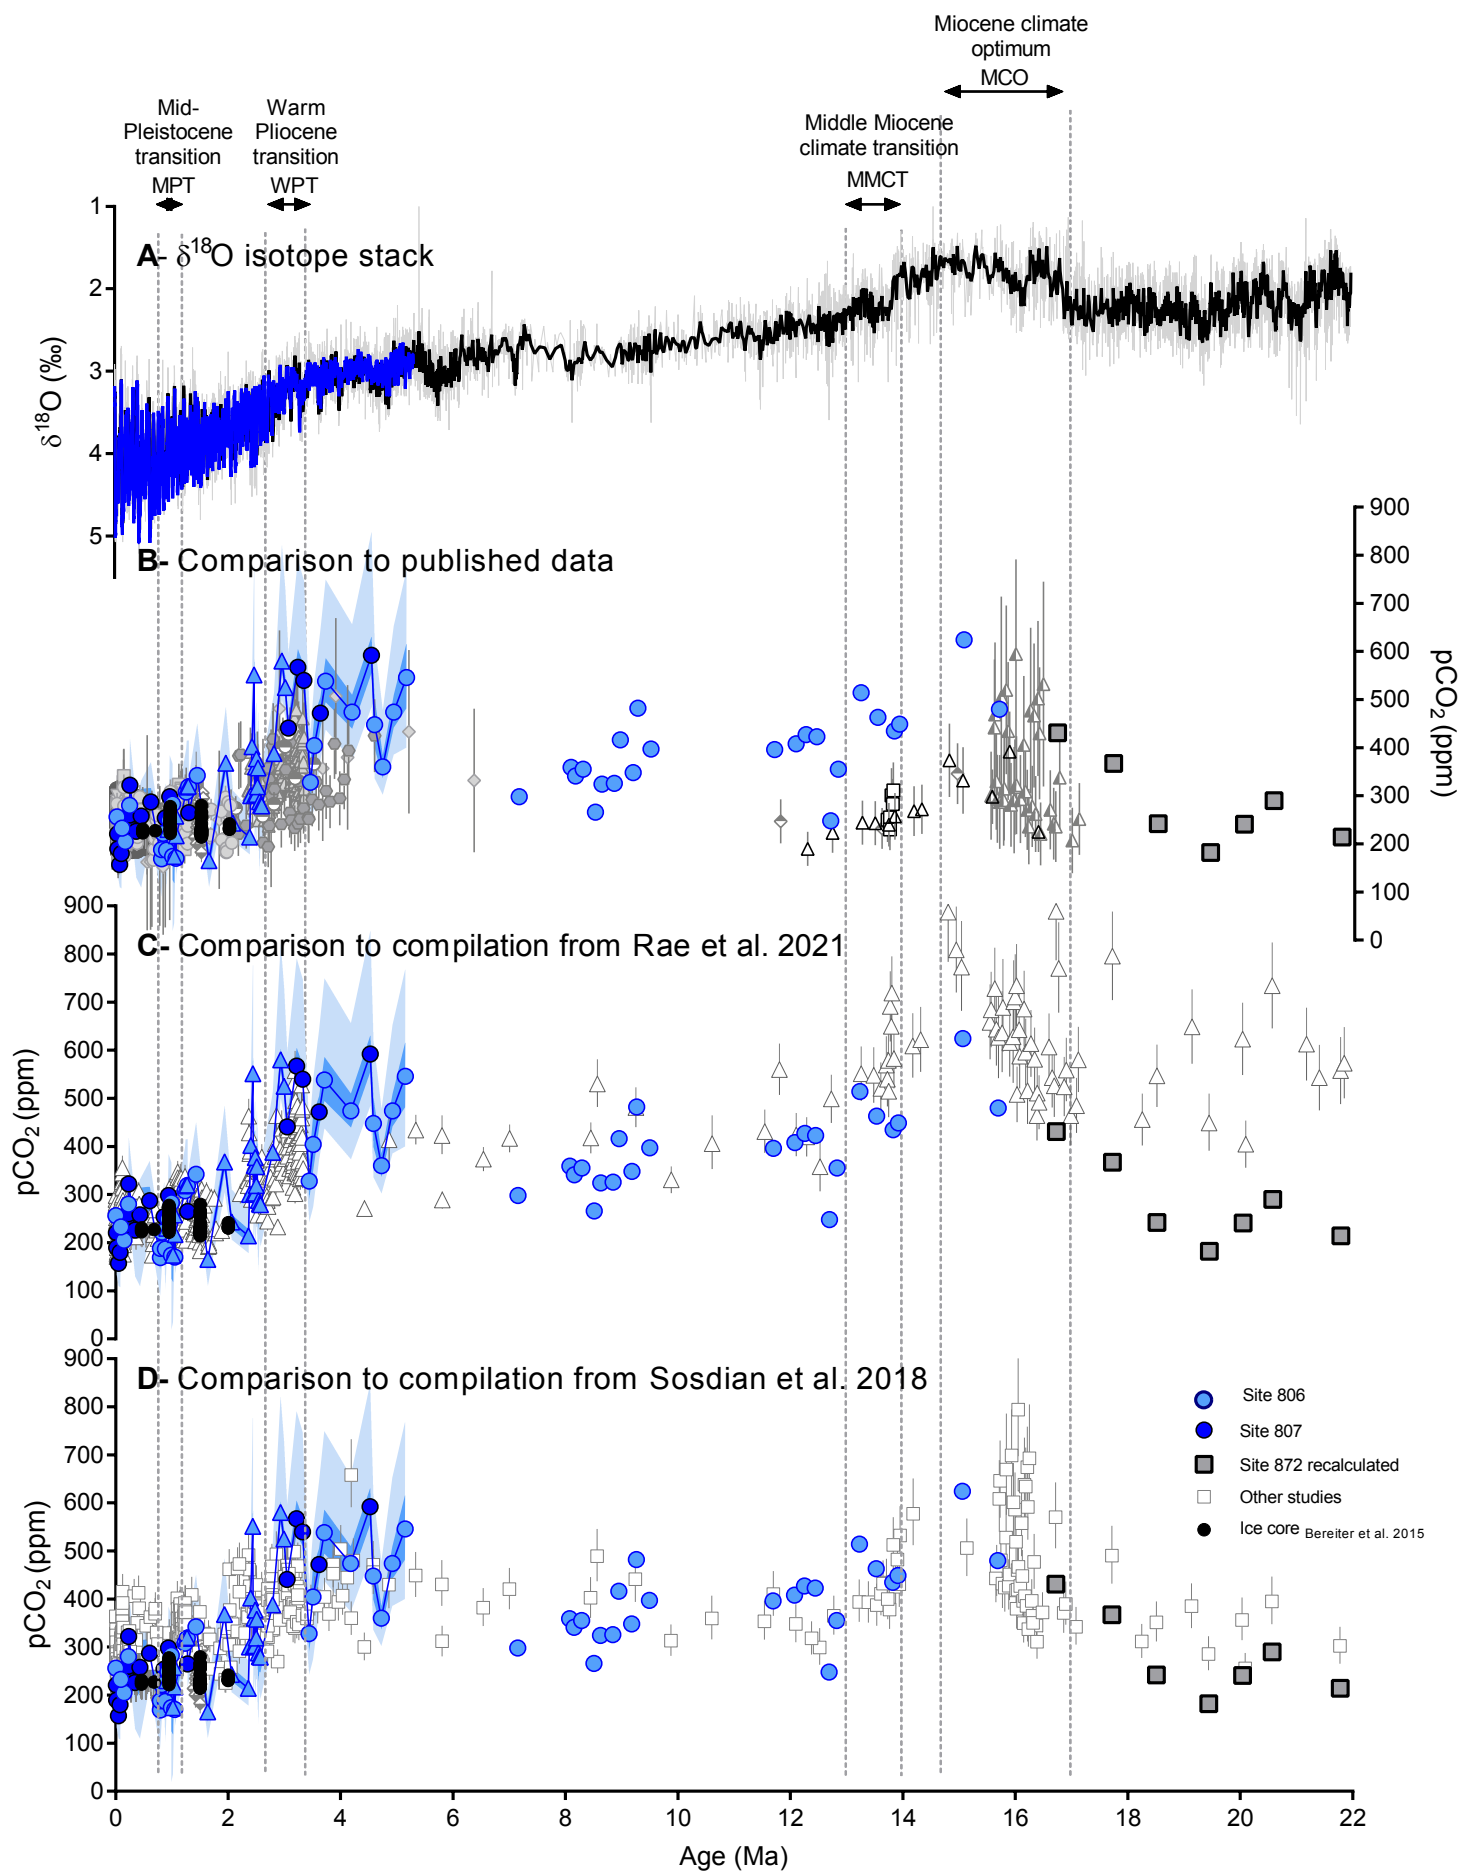 Miocene climate
optimum
MCO
Mid-
Pleistocene
transition
MPT
Warm
Pliocene
transition
WPT
Middle Miocene
climate transition
MMCT
A- δ18O isotope stack
1
2
3
4
5
δ18O (‰)
B- Comparison to published data
900
800
700
600
500
400
300
200
100
0
pCO2 (ppm)
C- Comparison to compilation from Rae et al. 2021
900
800
700
600
500
400
300
200
100
0
pCO2 (ppm)
D- Comparison to compilation from Sosdian et al. 2018
900
800
700
600
500
400
300
200
100
0
pCO2 (ppm)
Site 806
Site 807
Site 872 recalculated
Other studies
Ice core Bereiter et al. 2015
0 2 4 6 8 10 12 14 16 18 20 22
Age (Ma)